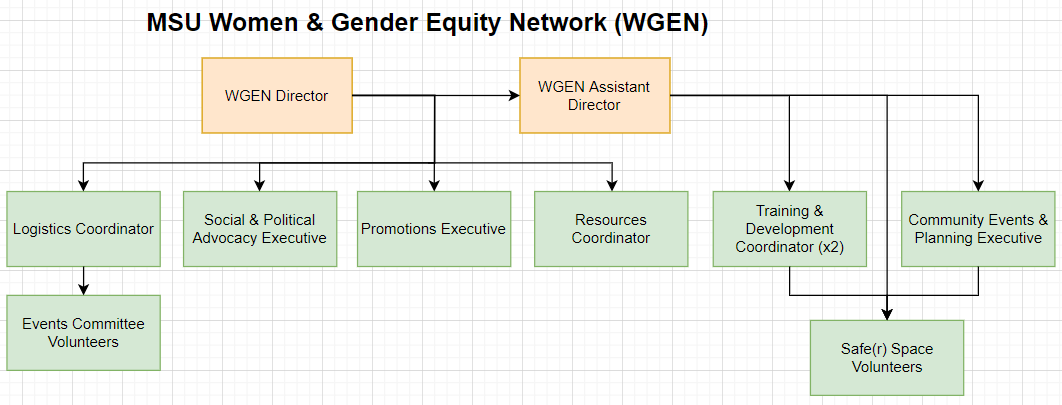 MSU Women & Gender Equity Network (WGEN)
WGEN Director
WGEN Assistant
Director
Logistics Coordinator
Social & Political
Advocacy Executive
Promotions Executive
Resources
Coordinator
Training &
Development
Coordinator (x2)
Community Events &
Planning Executive
Events Committee
Volunteers
Safe(r) Space
Volunteers